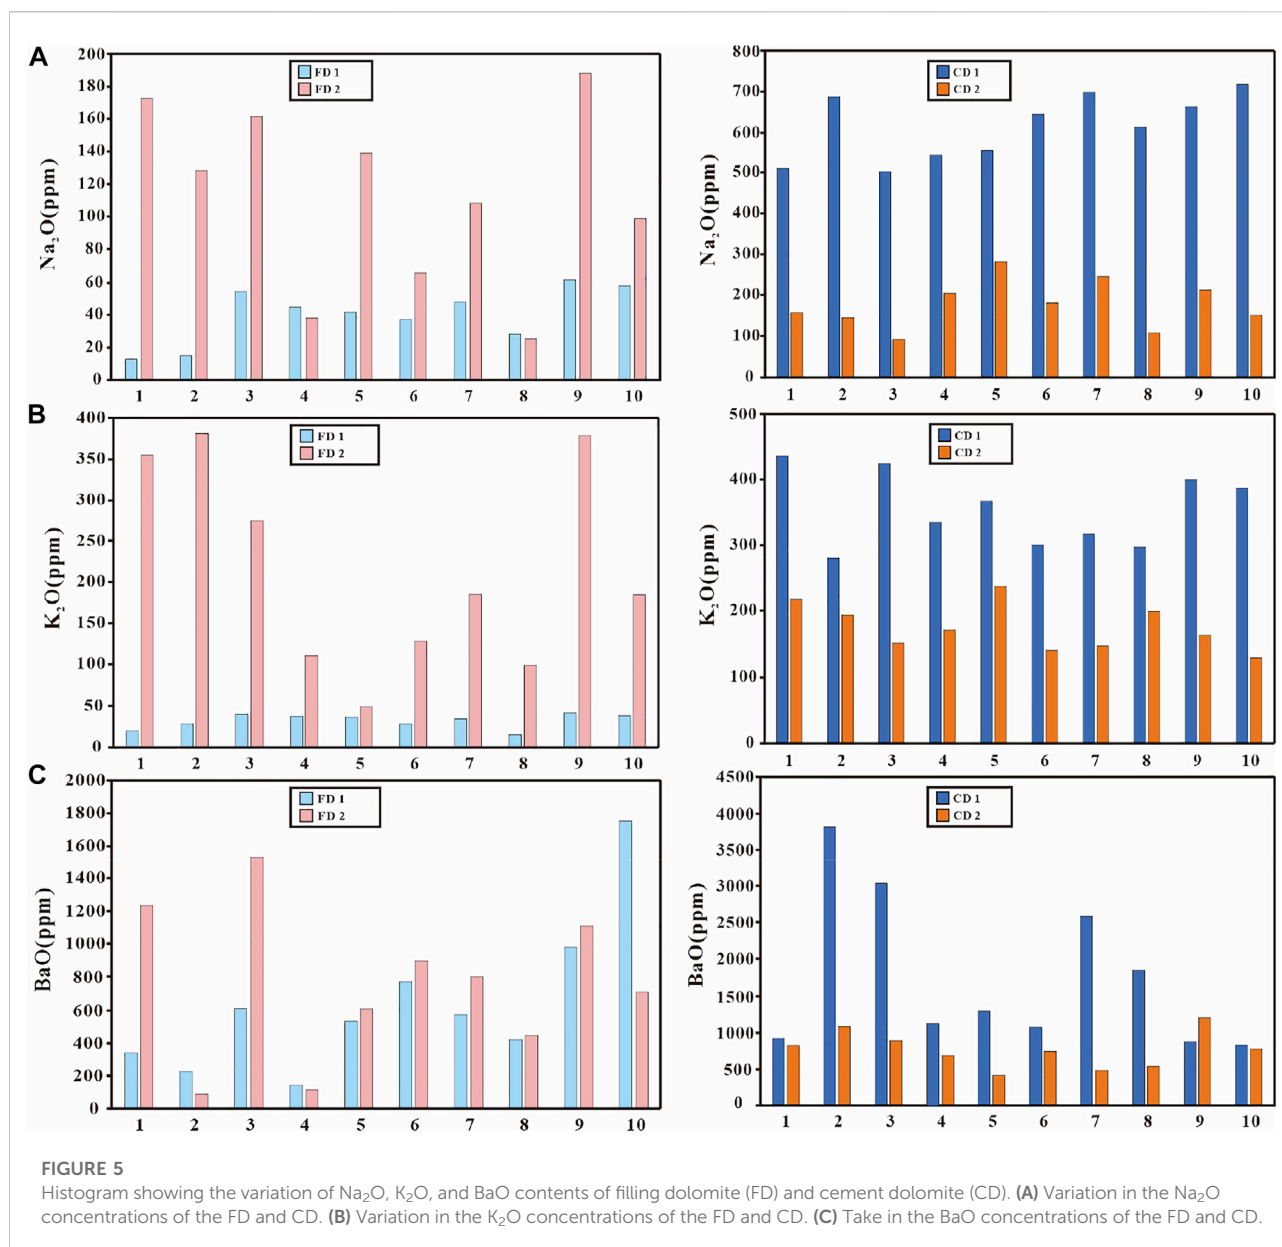 A
Na₂O(ppm)
200
180
160
140
120
100
80
60
40
20
0
FD 1
FD 2
1 2 3 4 5 6 7 8 9 10
Na₂O(ppm)
800
700
600
500
400
300
200
100
0
CD 1
CD 2
1 2 3 4 5 6 7 8 9 10
B
K₂O(ppm)
400
350
300
250
200
150
100
50
0
FD 1
FD 2
1 2 3 4 5 6 7 8 9 10
K₂O(ppm)
500
400
300
200
100
0
CD 1
CD 2
1 2 3 4 5 6 7 8 9 10
C
BaO(ppm)
2000
1800
1600
1400
1200
1000
800
600
400
200
0
FD 1
FD 2
1 2 3 4 5 6 7 8 9 10
BaO(ppm)
4500
4000
3500
3000
2500
2000
1500
1000
500
0
CD 1
CD 2
1 2 3 4 5 6 7 8 9 10
FIGURE 5
Histogram showing the variation of Na₂O, K₂O, and BaO contents of filling dolomite (FD) and cement dolomite (CD). (A) Variation in the Na₂O
concentrations of the FD and CD. (B) Variation in the K₂O concentrations of the FD and CD. (C) Take in the BaO concentrations of the FD and CD.